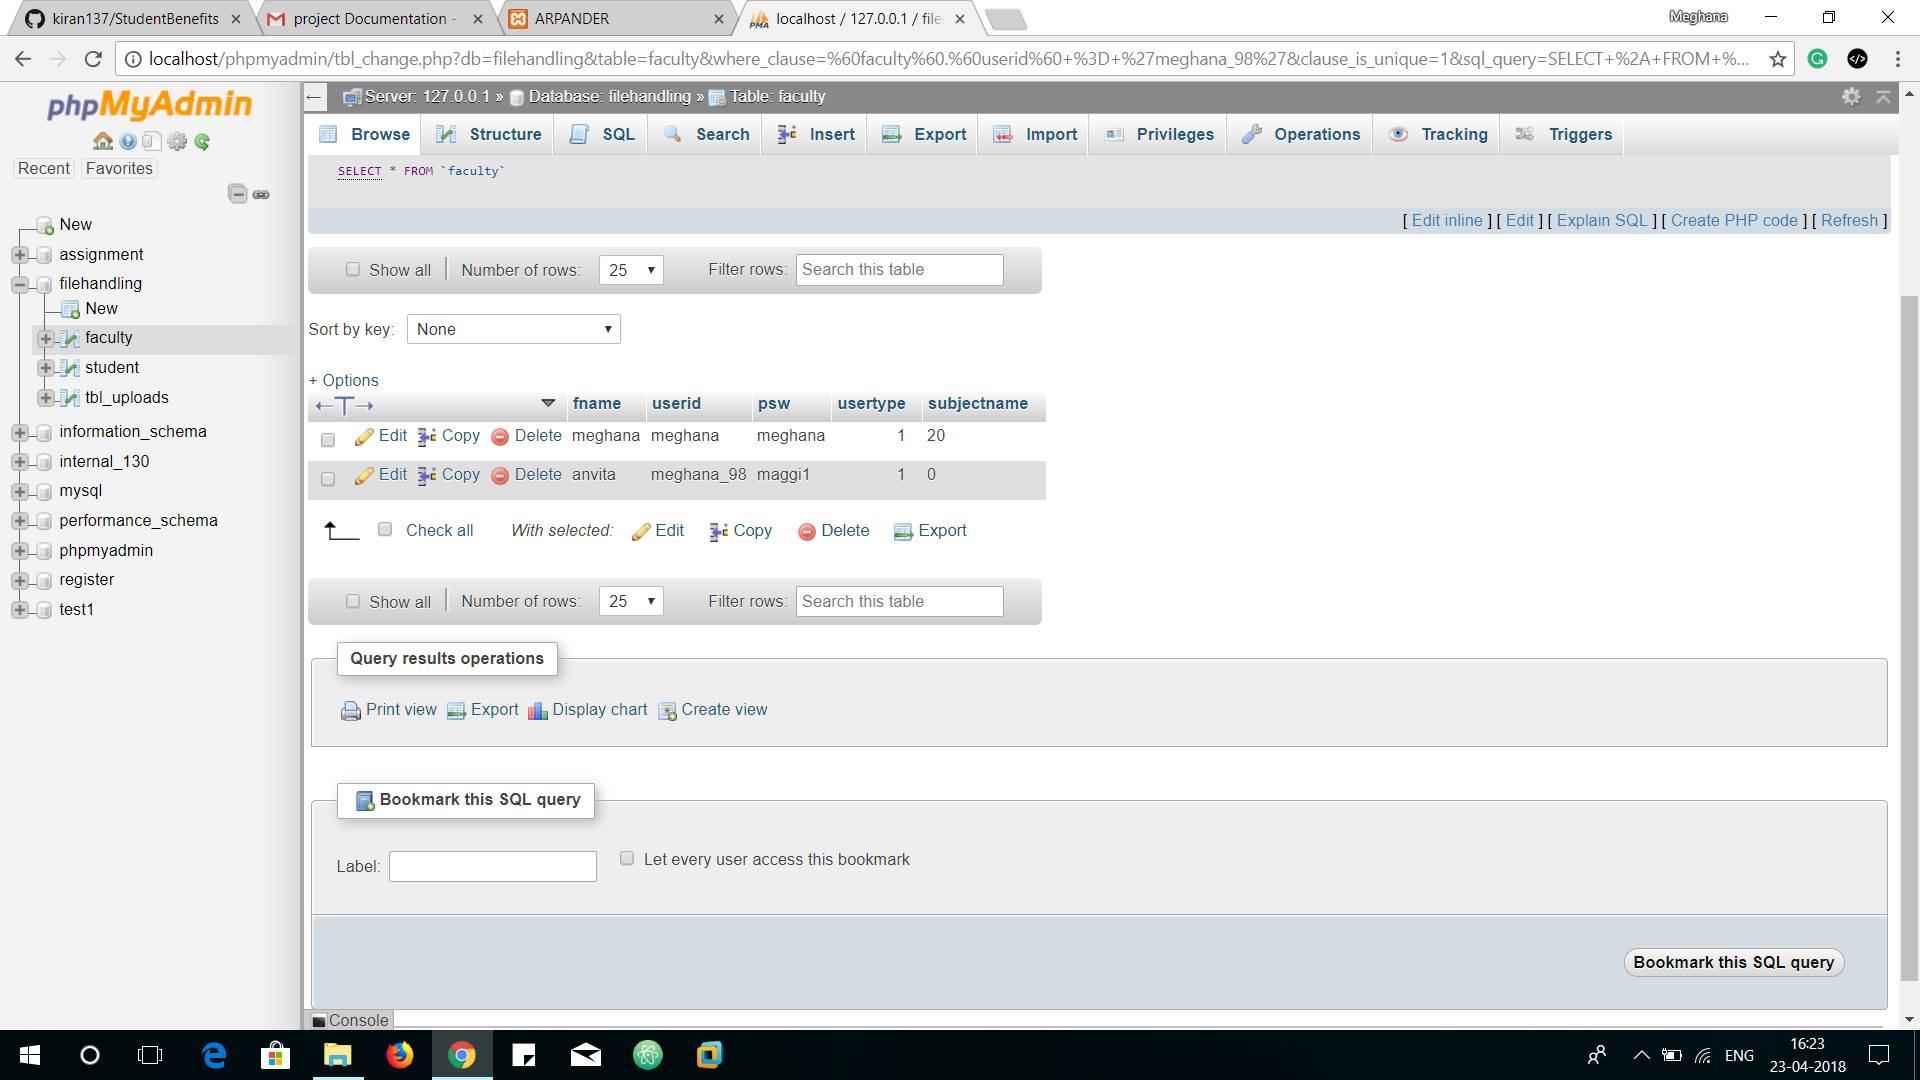 kiran137/StudentBenefits
project Documentation -
ARPANDER
localhost / 127.0.0.1 / file
Meghana
localhost/phpmyadmin/tbl_change.php?db=filehandling&table=faculty&where_clause=%60faculty%60.%60userid%60+%3D+%27meghana_98%27&clause_is_unique=1&sql_query=SELECT+%2A+FROM+%...
phpMyAdmin
Recent Favorites
New
assignment
filehandling
New
faculty
student
tbl_uploads
information_schema
internal_130
mysql
performance_schema
phpmyadmin
register
test1
Server: 127.0.0.1 » Database: filehandling » Table: faculty
Browse Structure SQL Search Insert Export Import Privileges Operations Tracking Triggers
SELECT * FROM `faculty`
[ Edit inline ] [ Edit ] [ Explain SQL ] [ Create PHP code ] [ Refresh ]
Show all Number of rows: 25 Filter rows: Search this table
Sort by key: None
+ Options
fname userid psw usertype subjectname
Edit Copy Delete meghana meghana meghana 1 20
Edit Copy Delete anvita meghana_98 maggi1 1 0
Check all With selected: Edit Copy Delete Export
Show all Number of rows: 25 Filter rows: Search this table
Query results operations
Print view Export Display chart Create view
Bookmark this SQL query
Label: Let every user access this bookmark
Bookmark this SQL query
Console
ENG
16:23
23-04-2018